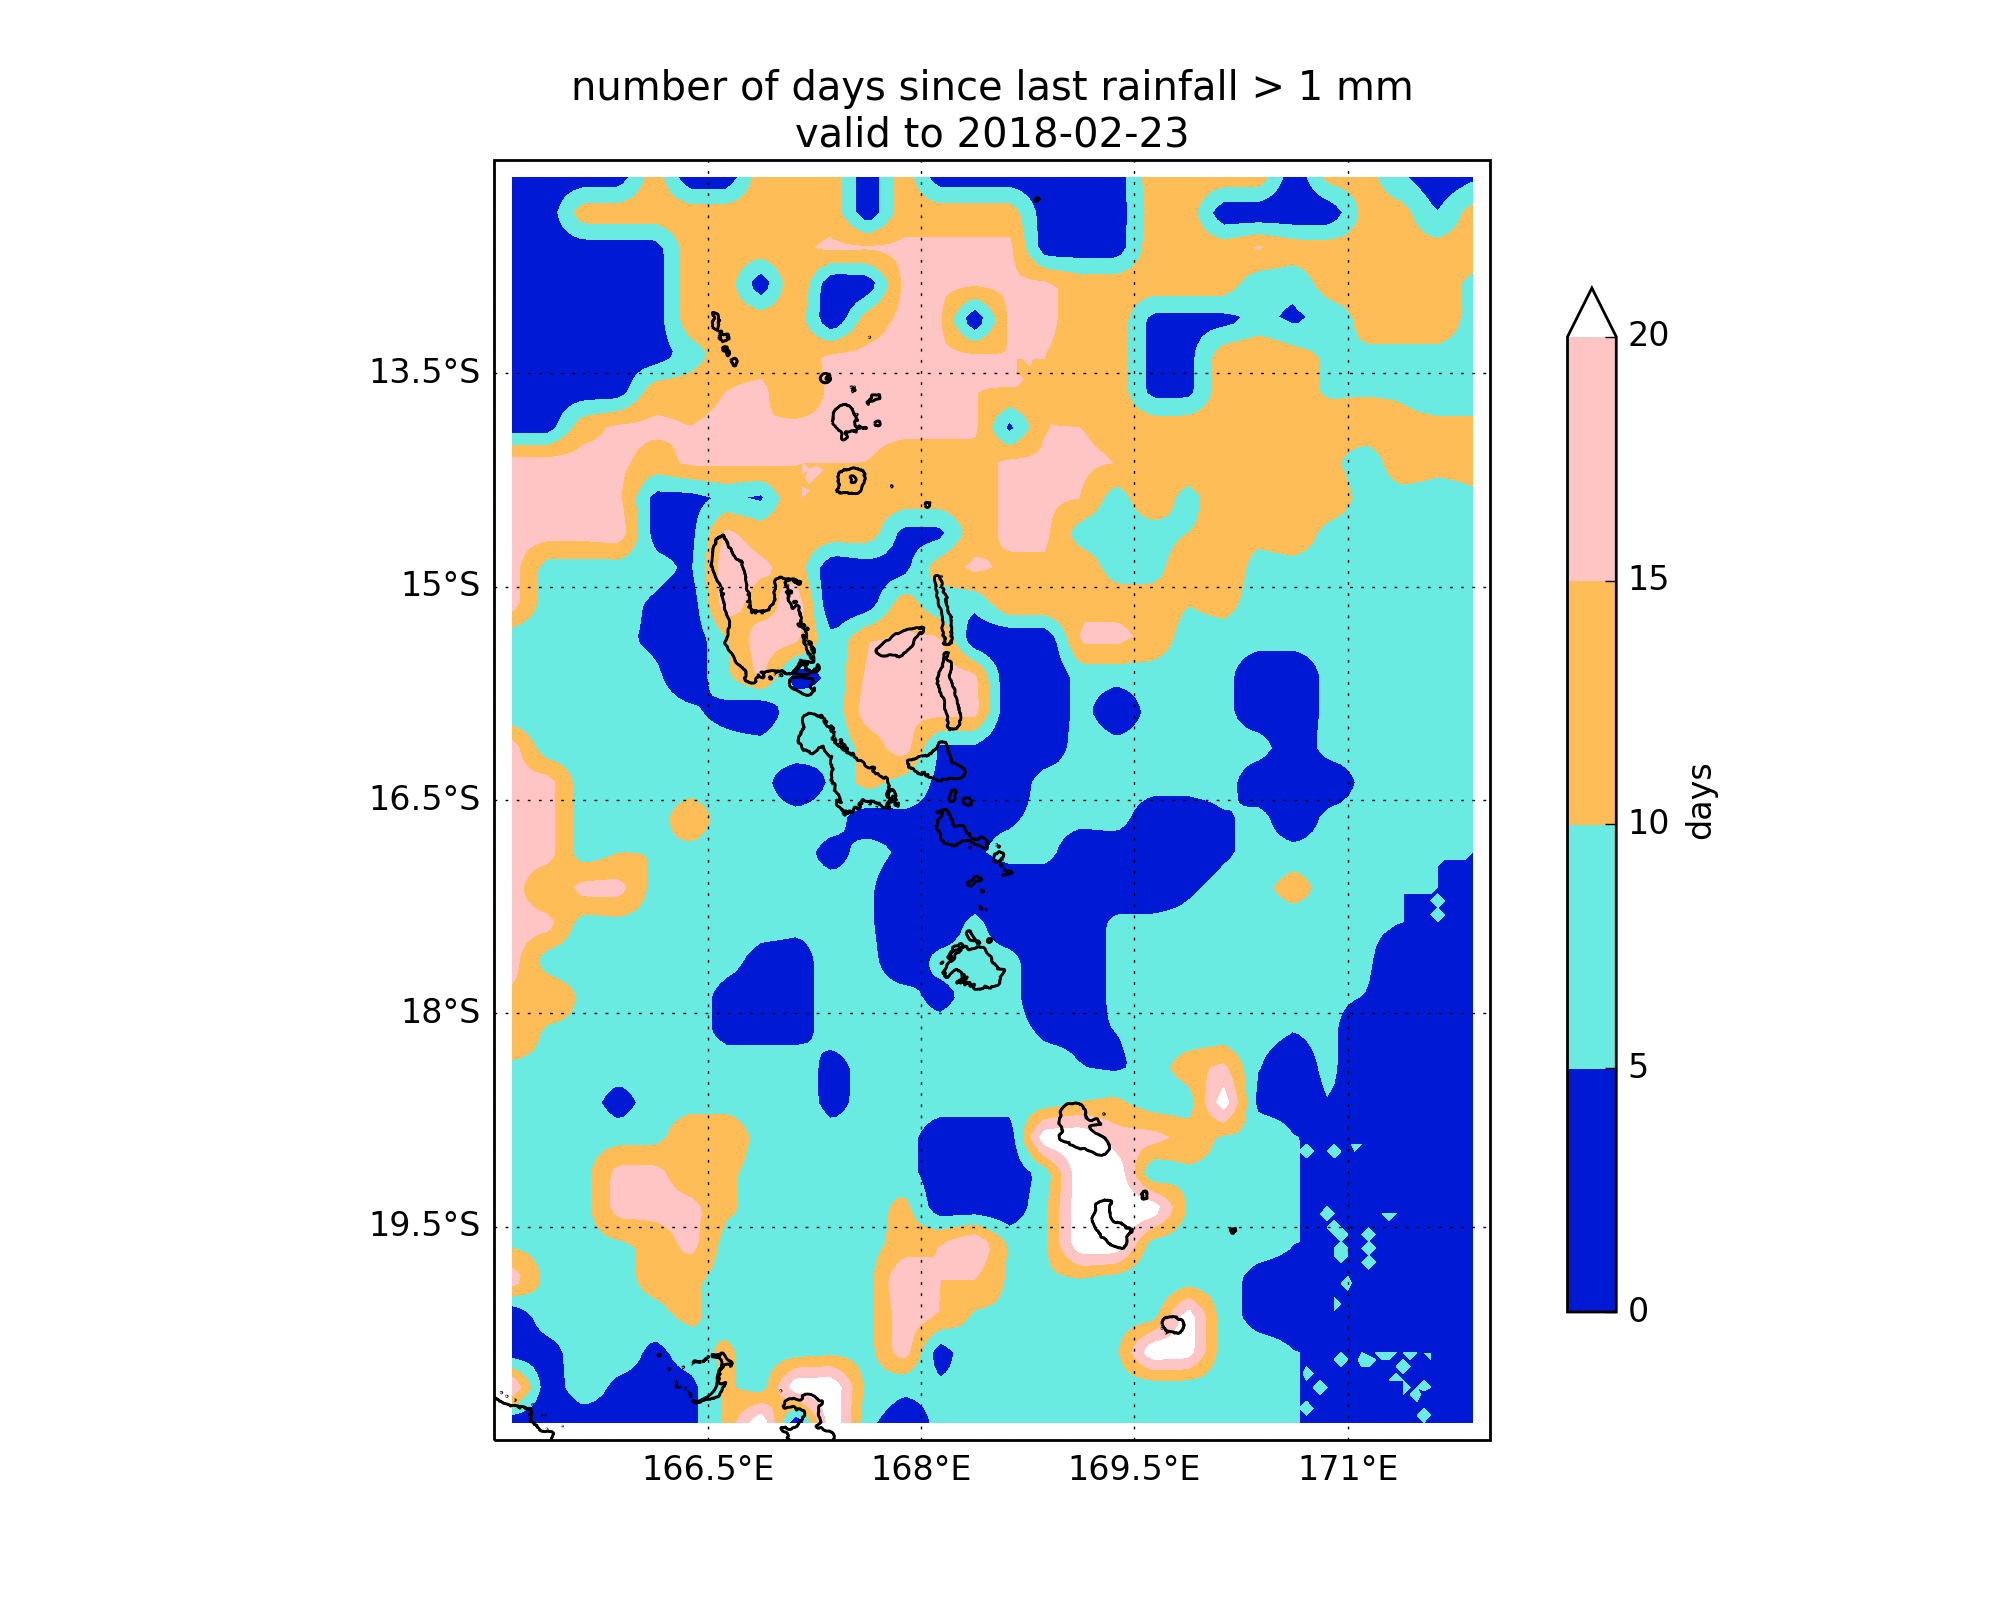 number of days since last rainfall > 1 mm
valid to 2018-02-23
13.5°S
15°S
16.5°S
18°S
19.5°S
166.5°E
168°E
169.5°E
171°E
20
15
10
5
0
days